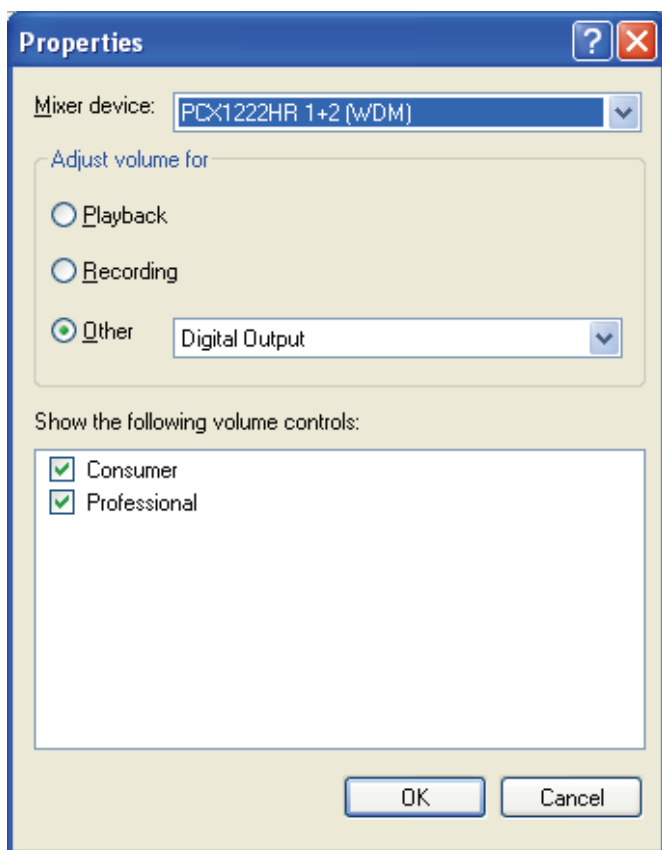 Properties
Mixer device: PCX1222HR 1+2 (WDM)
Adjust volume for
Playback
Recording
Other Digital Output
Show the following volume controls:
Consumer
Professional
OK Cancel